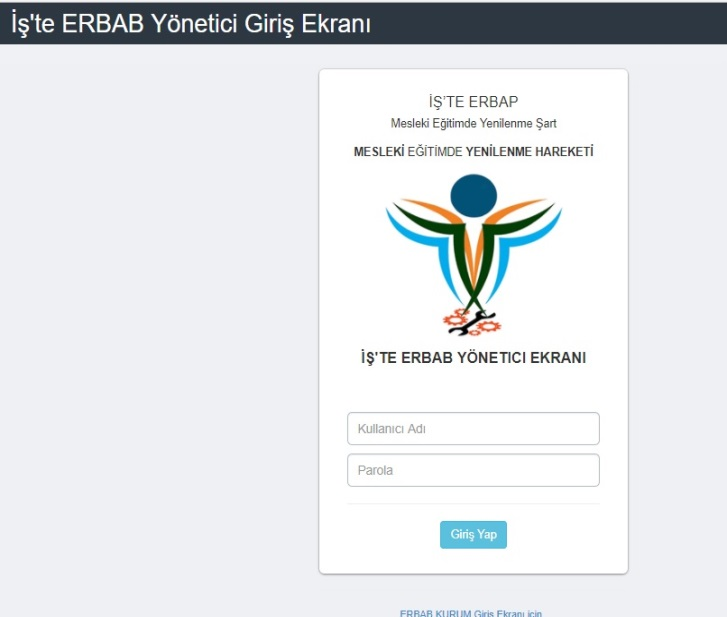 İş'te ERBAB Yönetici Giriş Ekranı
İŞ'TE ERBAP
Mesleki Eğitimde Yenilenme Şart
MESLEKİ EĞİTİMDE YENİLENME HAREKETİ
İŞ'TE ERBAB YÖNETICI EKRANI
Kullanıcı Adı
Parola
Giriş Yap
ERBAB KURUM Giriş Ekranı için